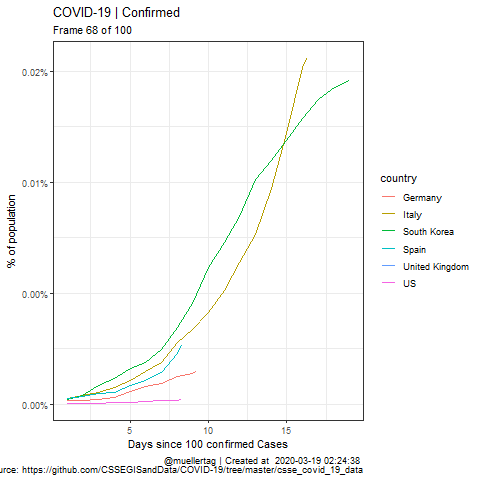 COVID-19 | Confirmed
Frame 68 of 100
0.02%
0.01%
0.00%
0.00%
% of population
5
10
15
Days since 100 confirmed Cases
country
Germany
Italy
South Korea
Spain
United Kingdom
US
@muellertag | Created at 2020-03-19 02:24:38
urce: https://github.com/CSSEGISandData/COVID-19/tree/master/csse_covid_19_data